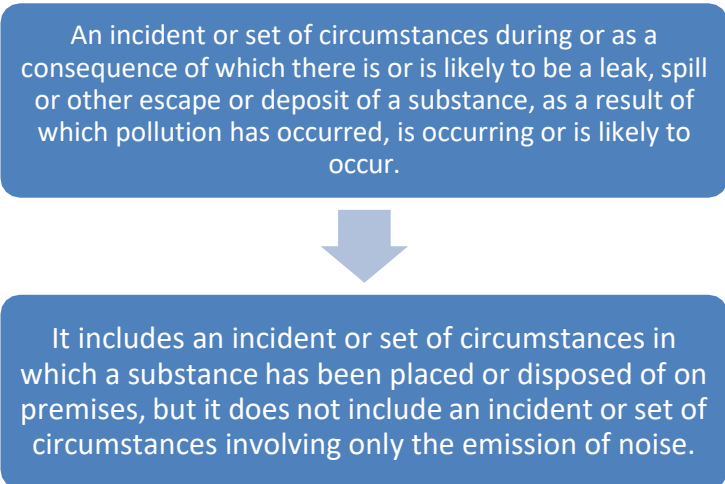 An incident or set of circumstances during or as a
consequence of which there is or is likely to be a leak, spill
or other escape or deposit of a substance, as a result of
which pollution has occurred, is occurring or is likely to
occur.
It includes an incident or set of circumstances in
which a substance has been placed or disposed of on
premises, but it does not include an incident or set of
circumstances involving only the emission of noise.